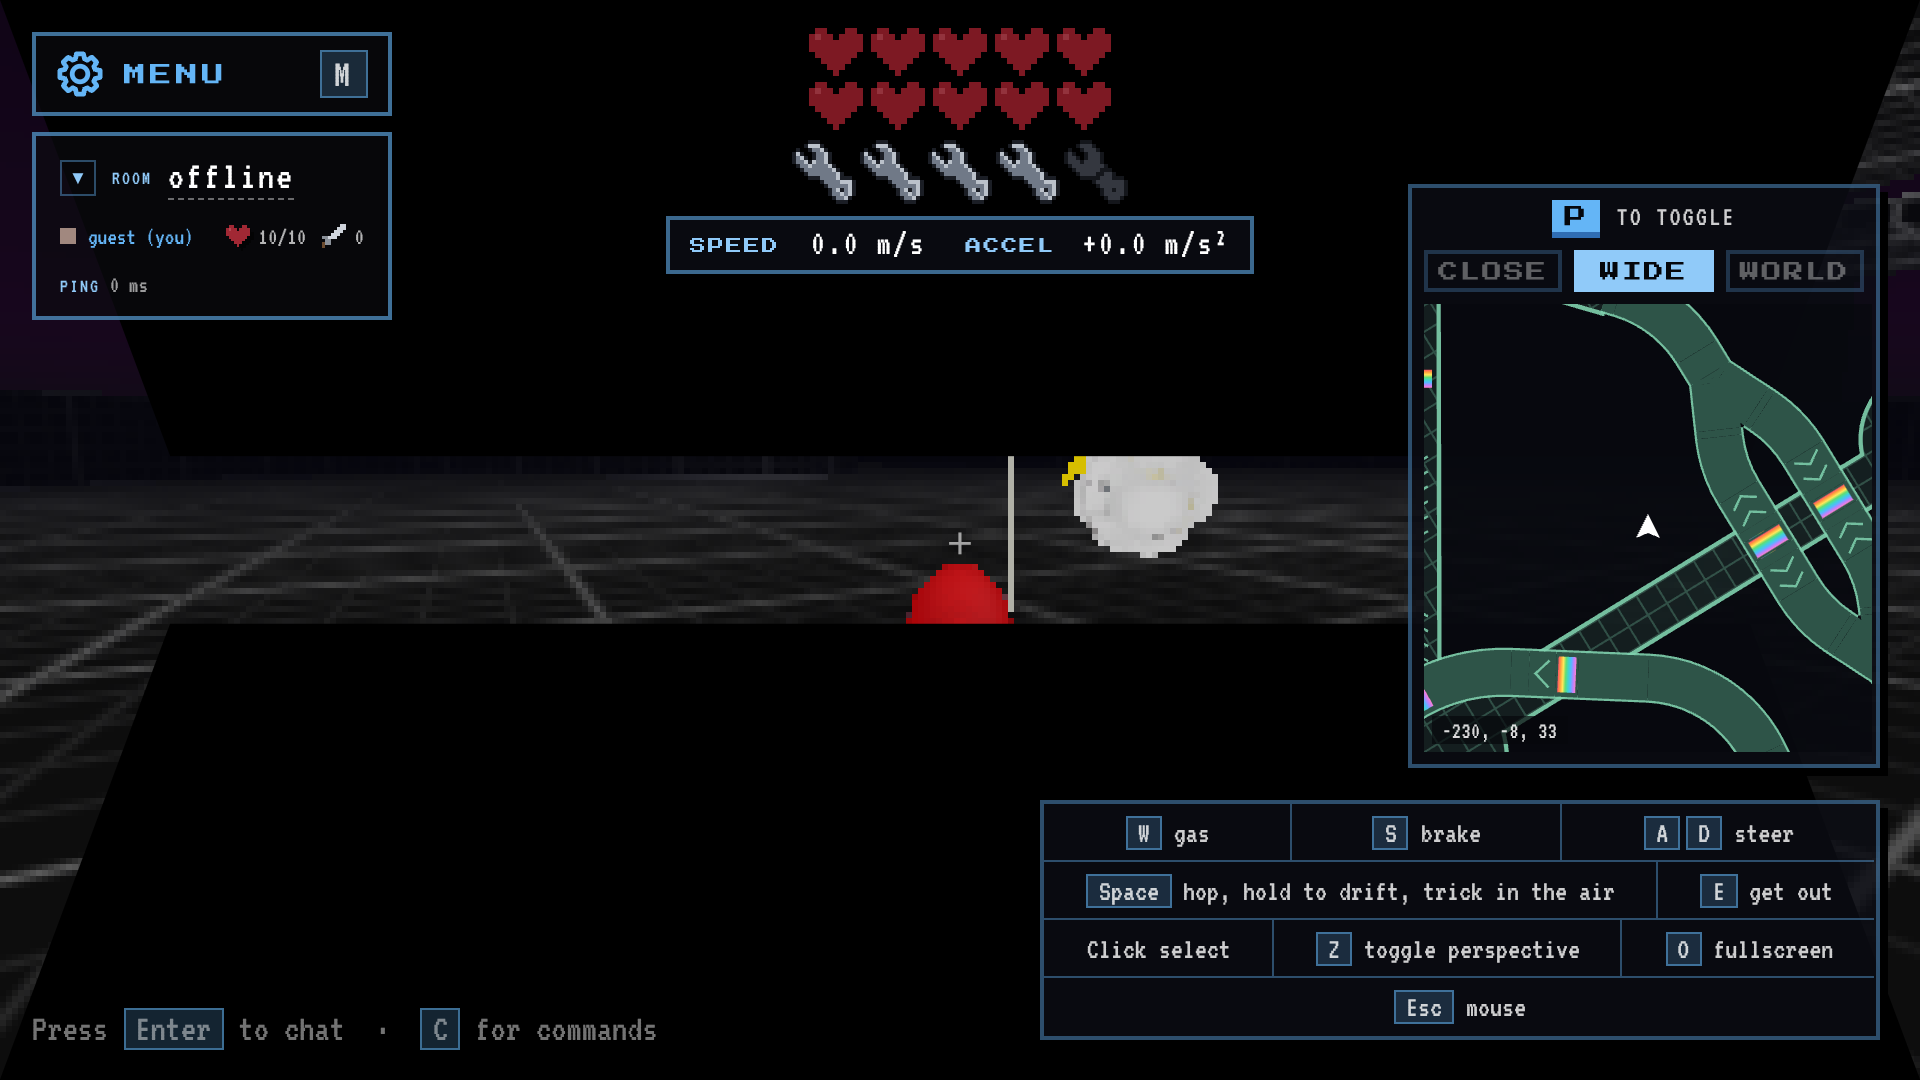 MENU M
ROOM offline
guest (you) 10/10 0
PING 0 ms
SPEED 0.0 m/s ACCEL +0.0 m/s²
P TO TOGGLE
CLOSE WIDE WORLD
-230, -8, 33
W gas S brake A D steer
Space hop, hold to drift, trick in the air E get out
Click select Z toggle perspective O fullscreen
Esc mouse
Press Enter to chat · C for commands